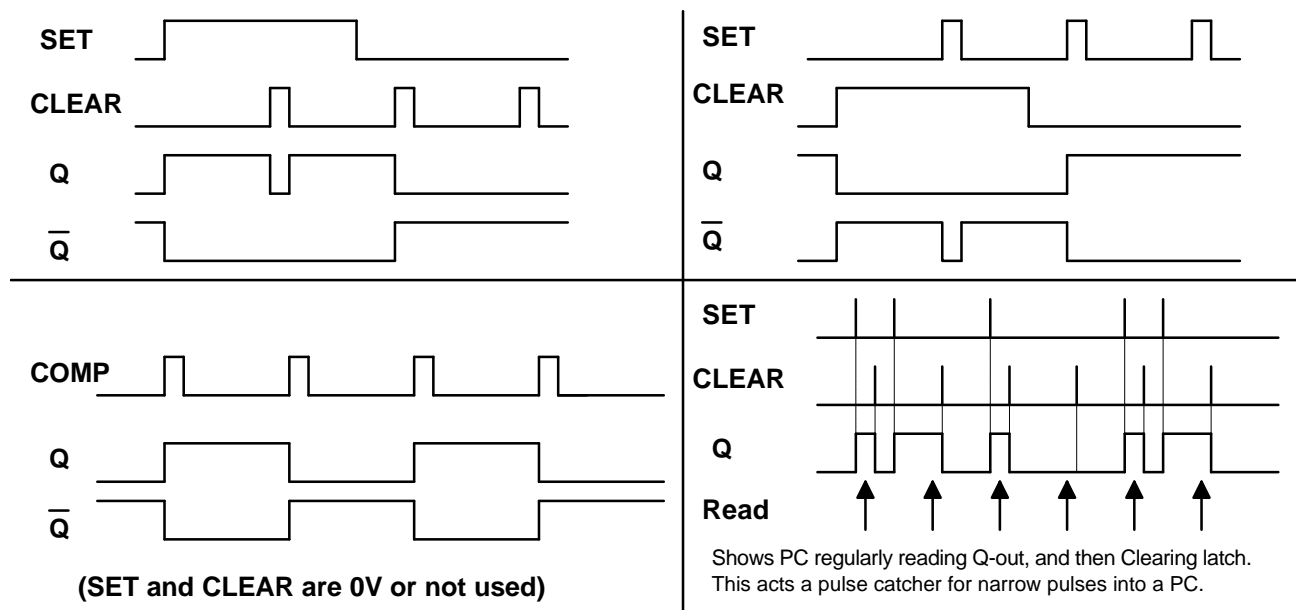 SET
CLEAR
Q
Q̅
SET
CLEAR
Q
Q̅
COMP
Q
Q̅
(SET and CLEAR are 0V or not used)
SET
CLEAR
Q
Read
Shows PC regularly reading Q-out, and then Clearing latch.
This acts a pulse catcher for narrow pulses into a PC.